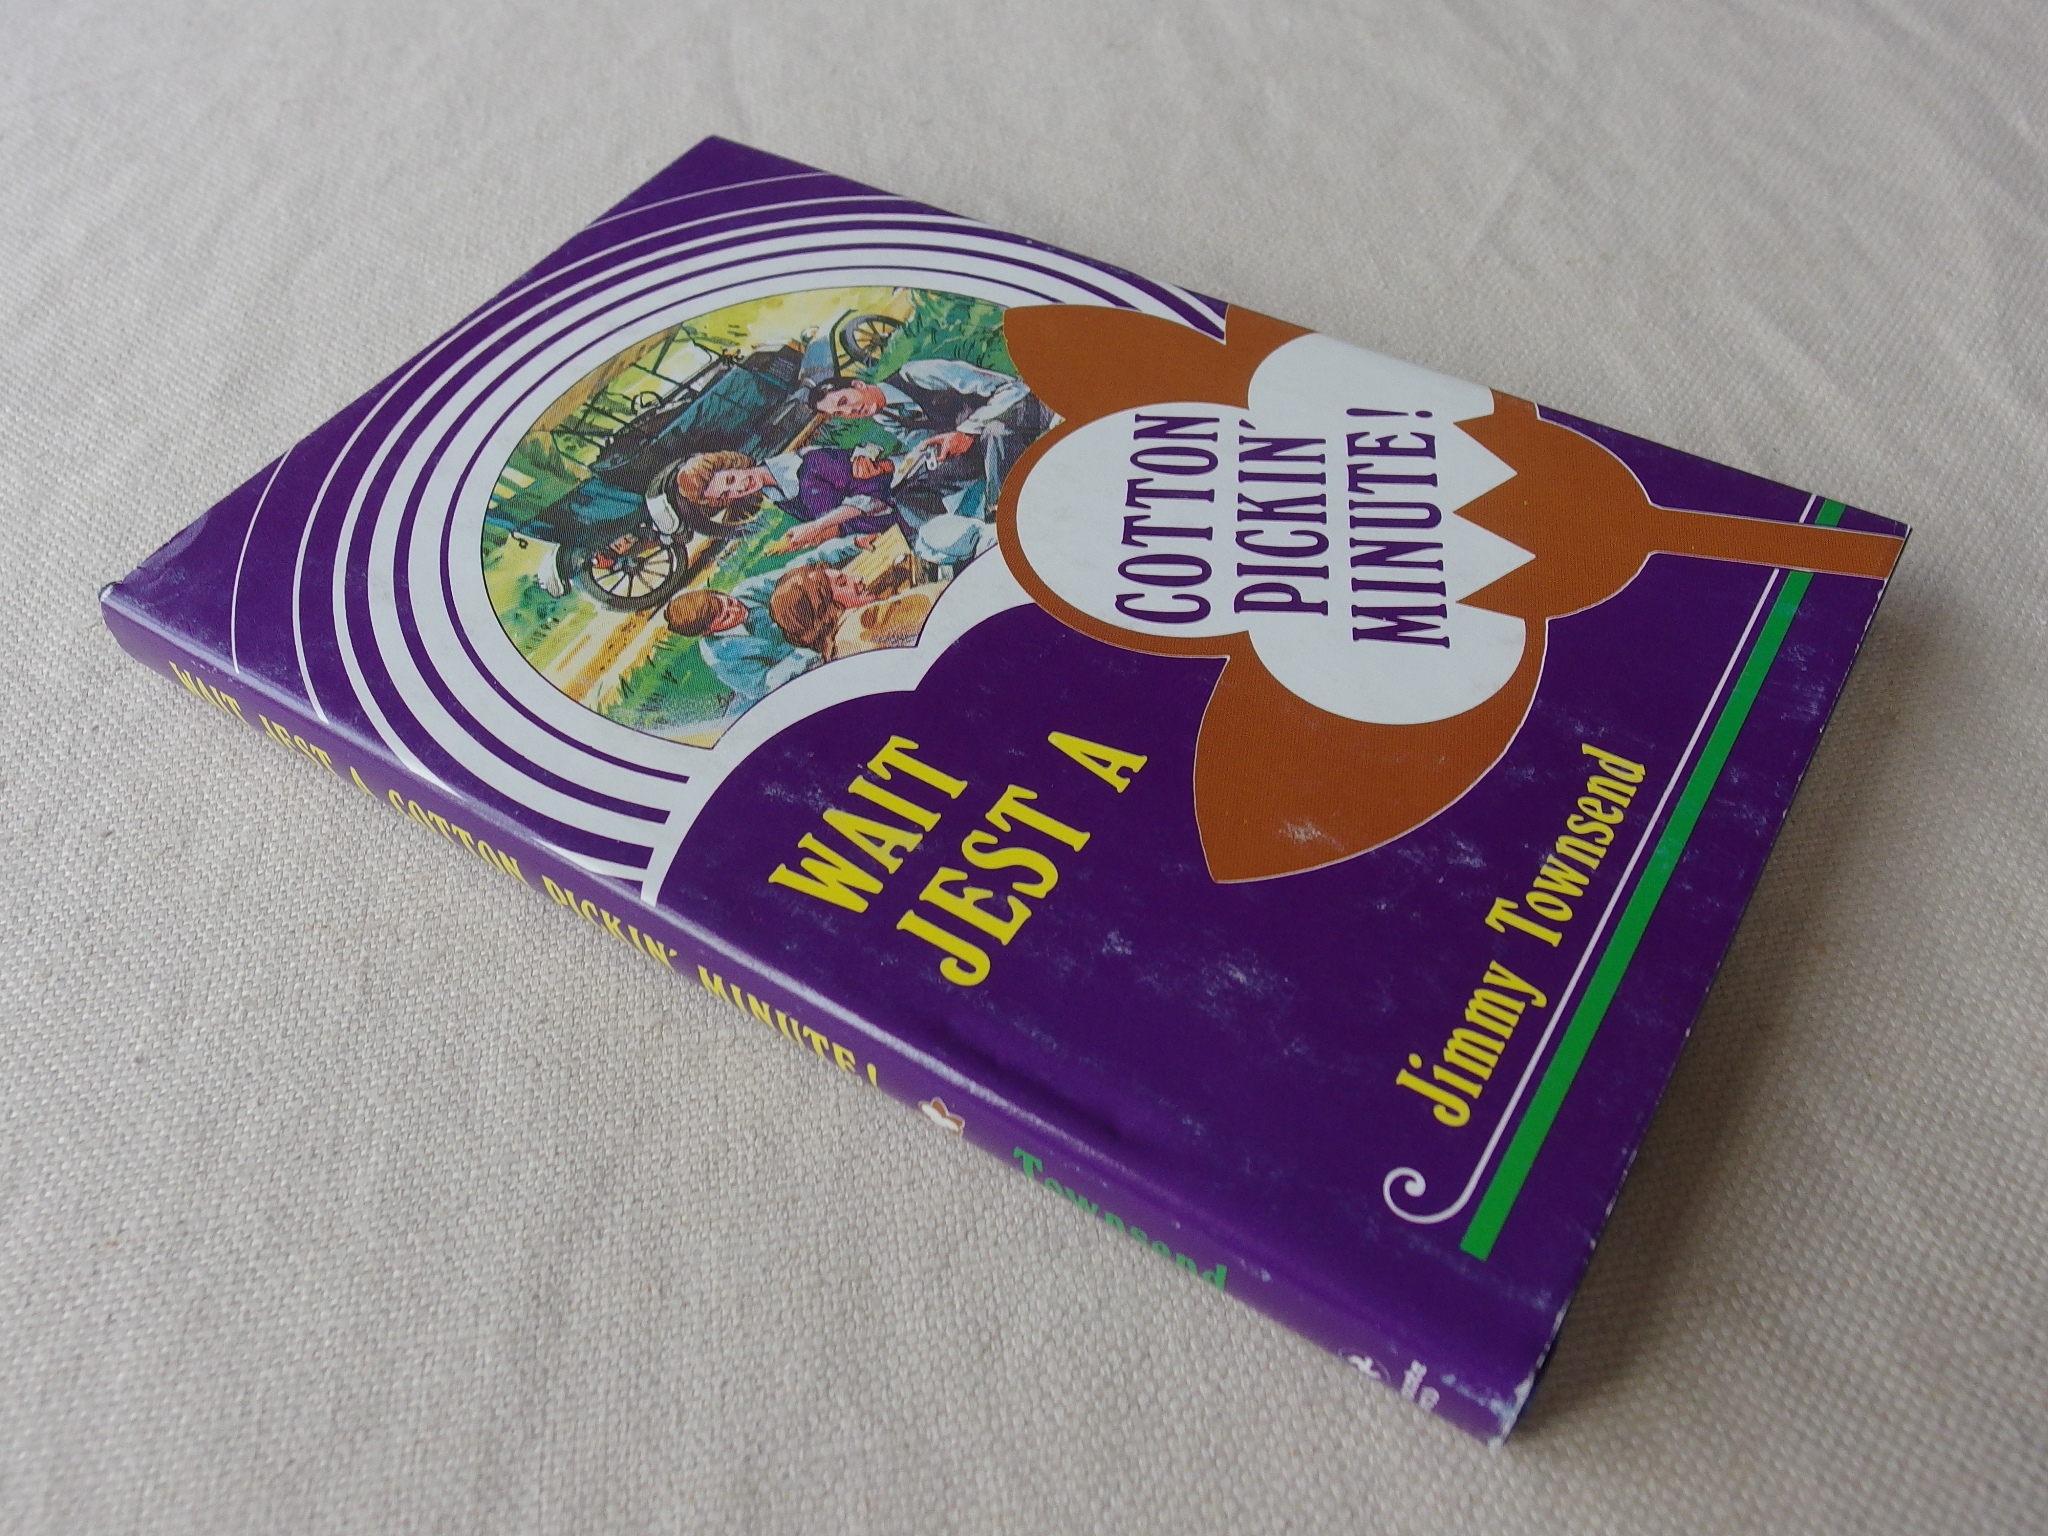 WAIT
JEST A
COTTON
PICKIN'
MINUTE!
Jimmy Townsend
WAIT JEST A COTTON PICKIN' MINUTE!
Townsend